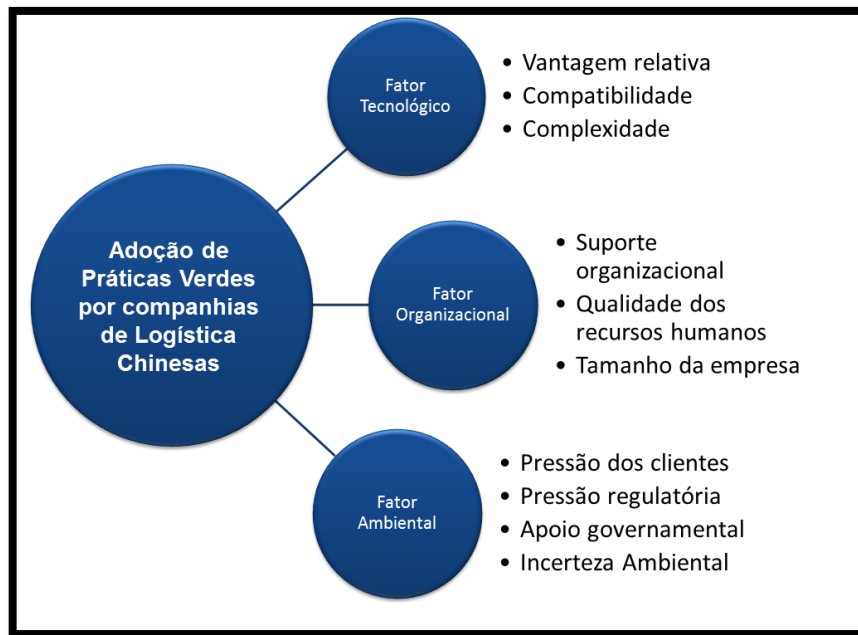 Fator
Tecnológico
• Vantagem relativa
• Compatibilidade
• Complexidade
Adoção de
Práticas Verdes
por companhias
de Logística
Chinesas
Fator
Organizacional
• Suporte
organizacional
• Qualidade dos
recursos humanos
• Tamanho da empresa
Fator
Ambiental
• Pressão dos clientes
• Pressão regulatória
• Apoio governamental
• Incerteza Ambiental